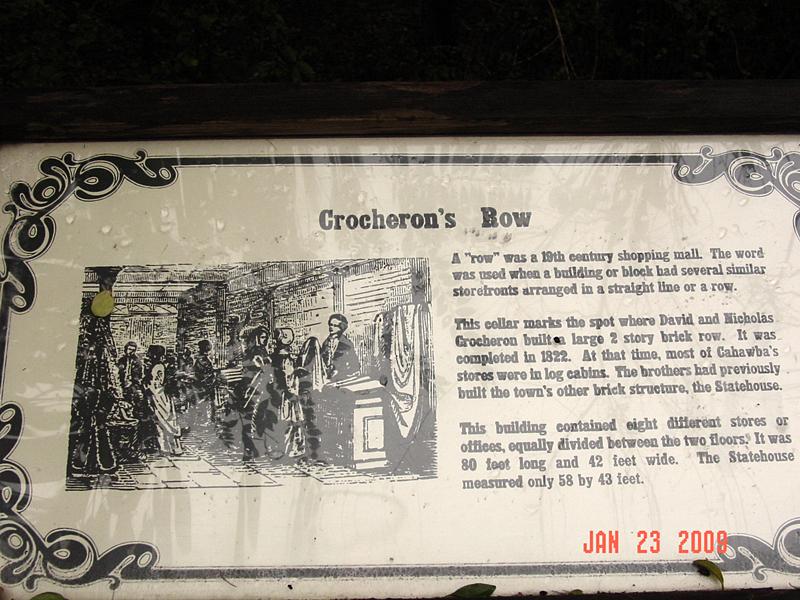 Crocheron's Row
A "row" was a 19th century shopping mall. The word
was used when a building or block had several similar
storefronts arranged in a straight line or a row.
This cellar marks the spot where David and Nicholas
Crocheron built a large 2 story brick row. It was
completed in 1822. At that time, most of Cahawba's
stores were in log cabins. The brothers had previously
built the town's other brick structure, the Statehouse.
This building contained eight different stores or
offices, equally divided between the two floors. It was
80 feet long and 42 feet wide. The Statehouse
measured only 58 by 43 feet.
JAN 23 2009